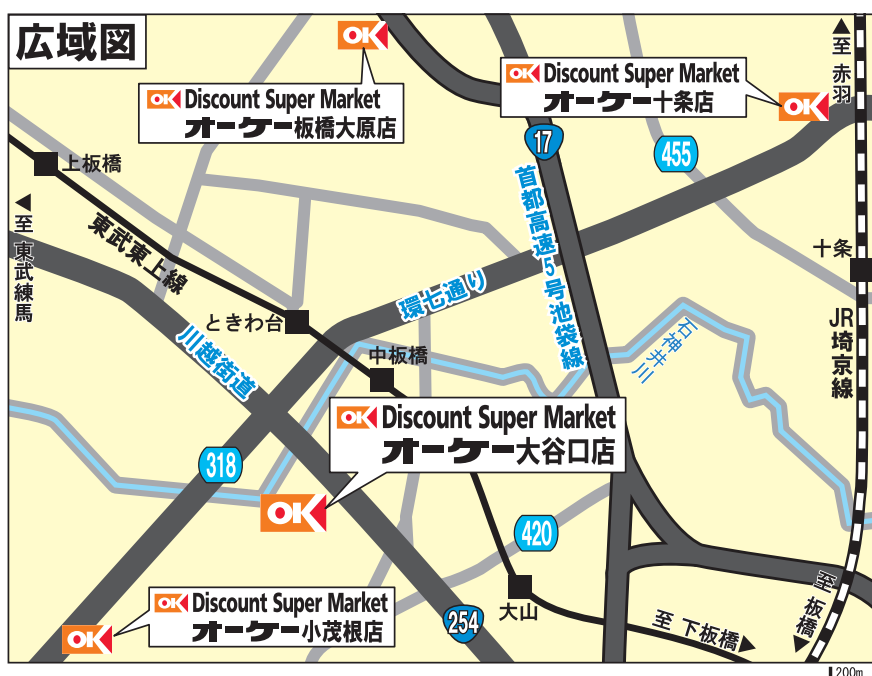 広域図
OK
OK Discount Super Market
オーケー板橋大原店
OK Discount Super Market
オーケー十条店
OK
至 赤羽
17
455
上板橋
至 東武練馬
東武東上線
首都高速5号池袋線
十条
環七通り
ときわ台
JR埼京線
石神井川
川越街道
中板橋
OK Discount Super Market
オーケー大谷口店
318
OK
420
大山
至 板橋
OK Discount Super Market
オーケー小茂根店
OK
254
至 下板橋
200m